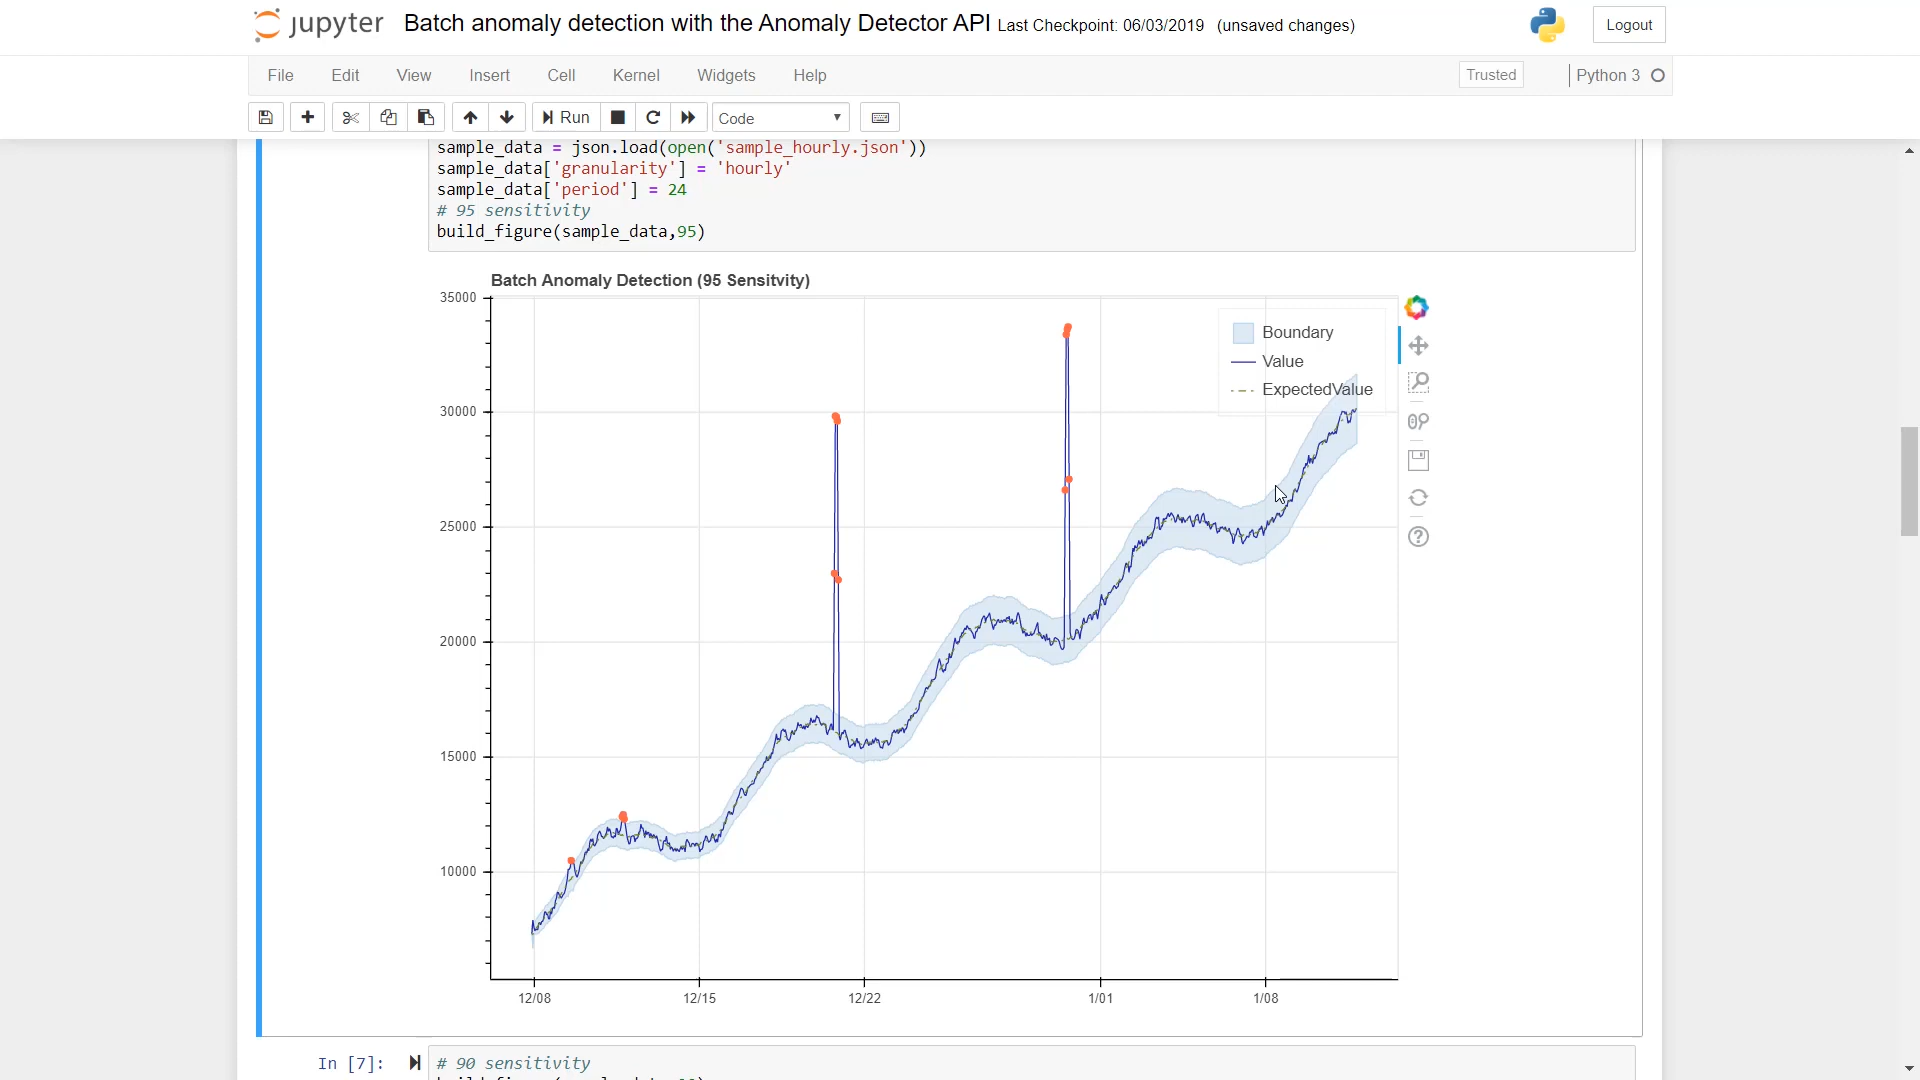 jupyter Batch anomaly detection with the Anomaly Detector API Last Checkpoint: 06/03/2019 (unsaved changes) Logout
File Edit View Insert Cell Kernel Widgets Help Trusted Python 3
Run Code
sample_data = json.load(open('sample_hourly.json'))
sample_data['granularity'] = 'hourly'
sample_data['period'] = 24
# 95 sensitivity
build_figure(sample_data,95)
Batch Anomaly Detection (95 Sensitvity)
35000
30000
25000
20000
15000
10000
Boundary
Value
ExpectedValue
12/08 12/15 12/22 1/01 1/08
In [7]: # 90 sensitivity